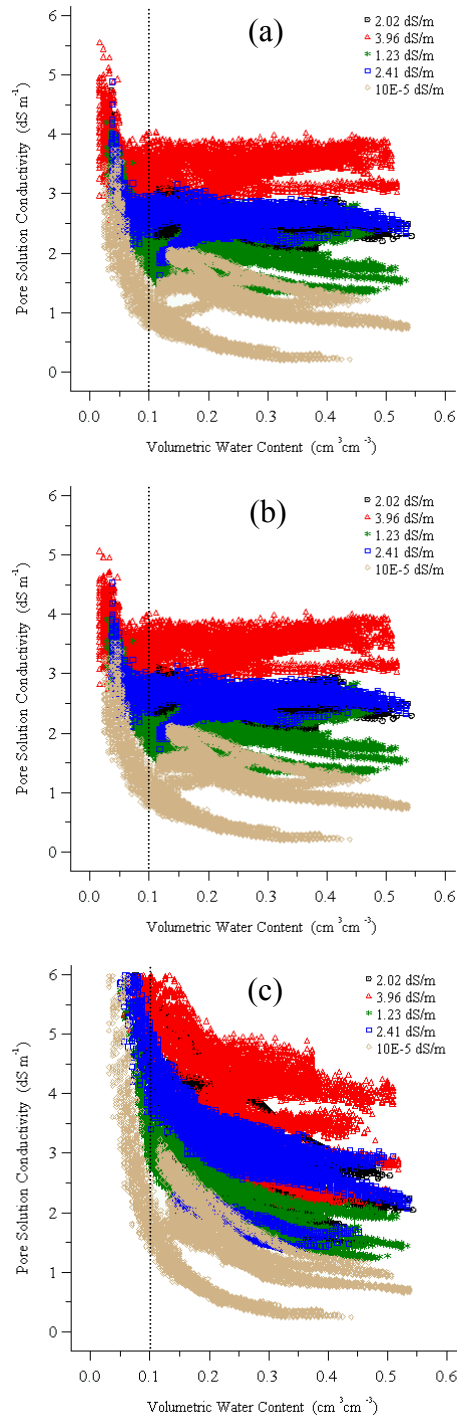 (a)
2.02 dS/m
3.96 dS/m
1.23 dS/m
2.41 dS/m
10E-5 dS/m
Pore Solution Conductivity (dS m-1)
6
5
4
3
2
1
0
0.0 0.1 0.2 0.3 0.4 0.5 0.6
Volumetric Water Content (cm3cm-3)
(b)
2.02 dS/m
3.96 dS/m
1.23 dS/m
2.41 dS/m
10E-5 dS/m
Pore Solution Conductivity (dS m-1)
6
5
4
3
2
1
0
0.0 0.1 0.2 0.3 0.4 0.5 0.6
Volumetric Water Content (cm3cm-3)
(c)
2.02 dS/m
3.96 dS/m
1.23 dS/m
2.41 dS/m
10E-5 dS/m
Pore Solution Conductivity (dS m-1)
6
5
4
3
2
1
0
0.0 0.1 0.2 0.3 0.4 0.5 0.6
Volumetric Water Content (cm3cm-3)